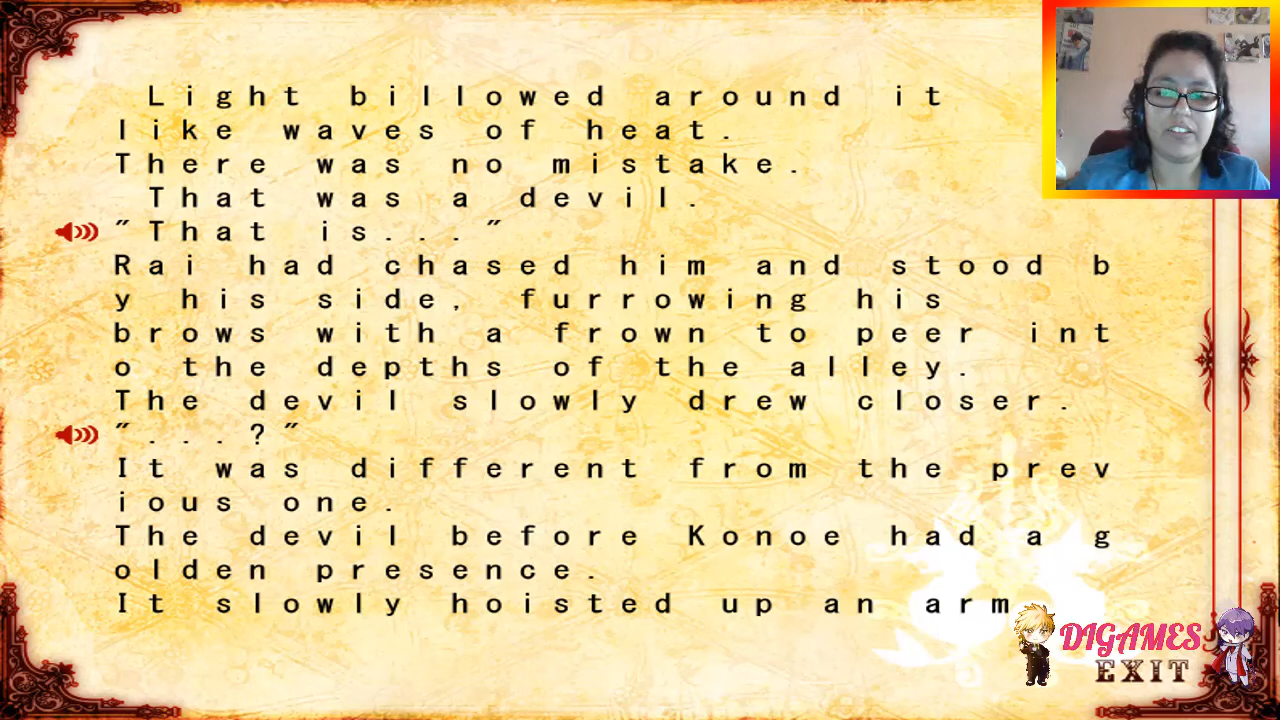 Light billowed around it
like waves of heat.
There was no mistake.
That was a devil.
"That is..."
Rai had chased him and stood b
y his side, furrowing his
brows with a frown to peer int
o the depths of the alley.
The devil slowly drew closer.
"...?"
It was different from the prev
ious one.
The devil before Konoe had a g
olden presence.
It slowly hoisted up an arm
DIGAMES
EXIT